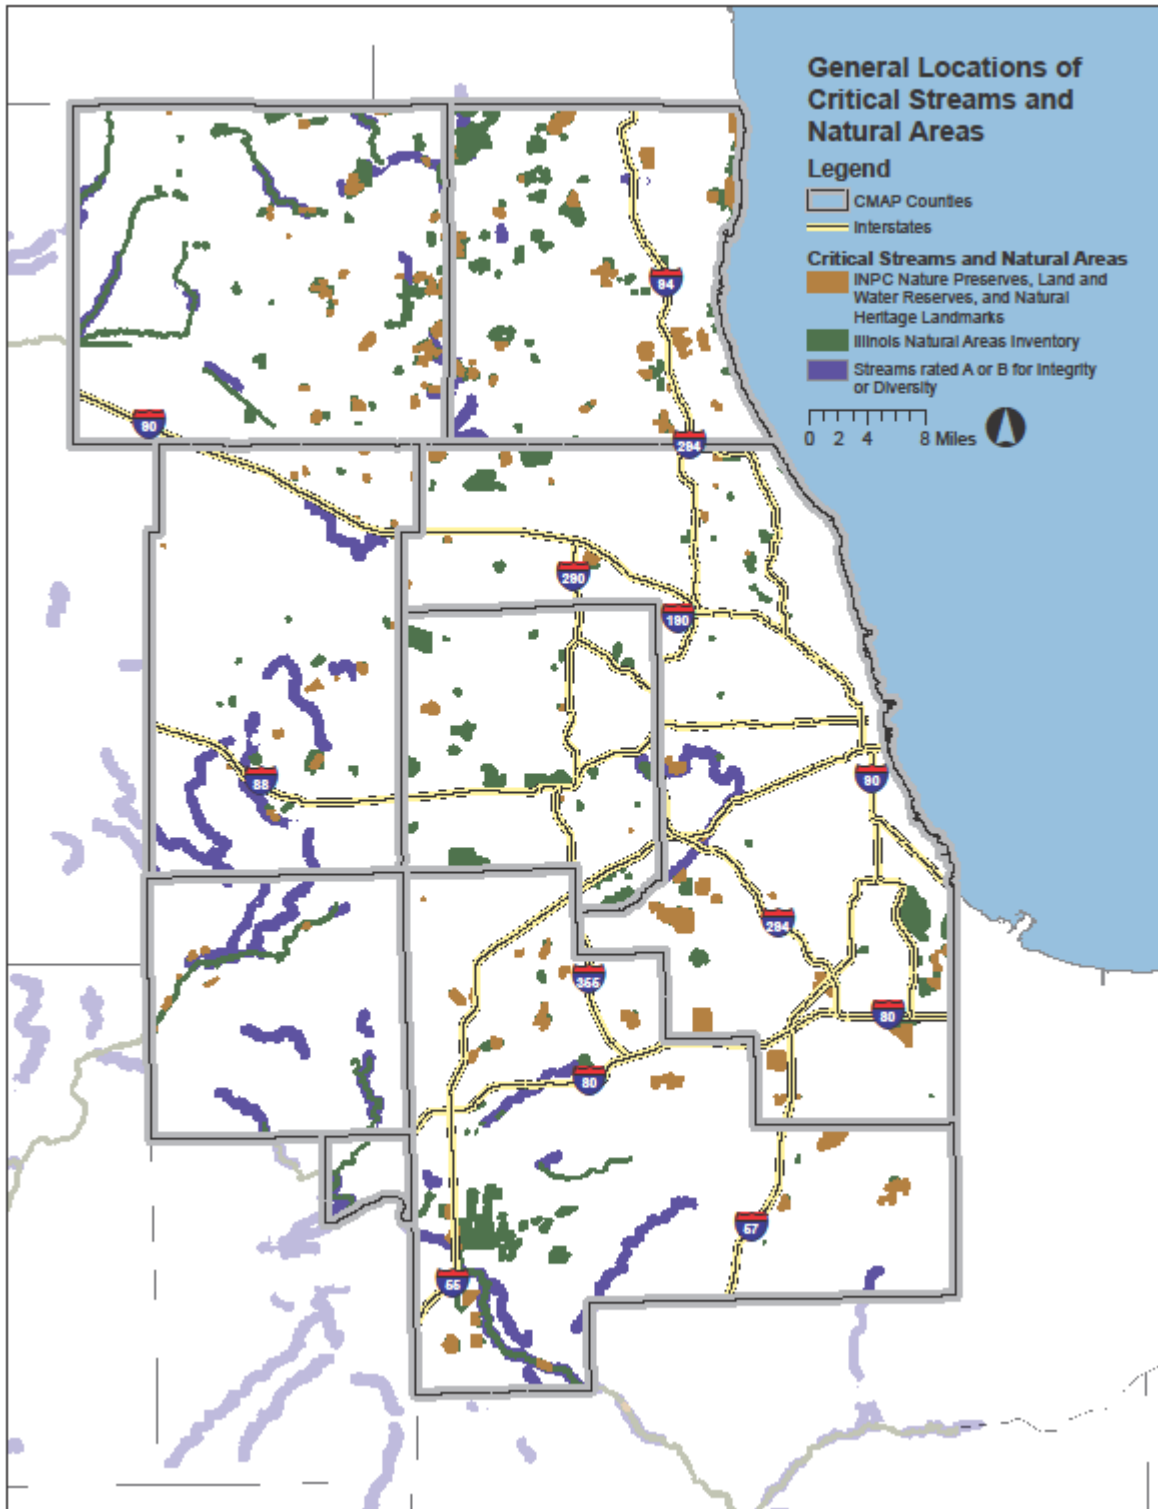 General Locations of
Critical Streams and
Natural Areas
Legend
CMAP Counties
Interstates
Critical Streams and Natural Areas
INPC Nature Preserves, Land and
Water Reserves, and Natural
Heritage Landmarks
Illinois Natural Areas Inventory
Streams rated A or B for Integrity
or Diversity
0 2 4 8 Miles
94
90
294
290
190
88
90
294
355
80
80
57
55